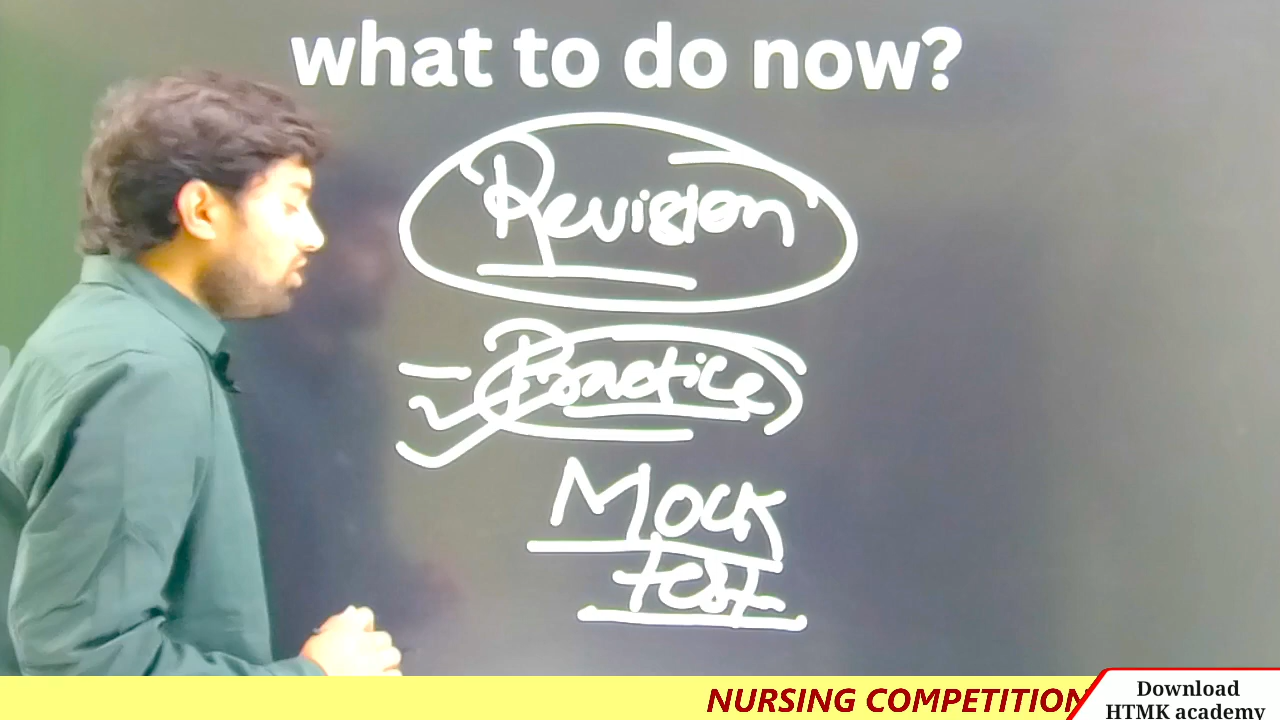 what to do now?
Revision
Practice
Mock
test
NURSING COMPETITION
Download
HTMK academy